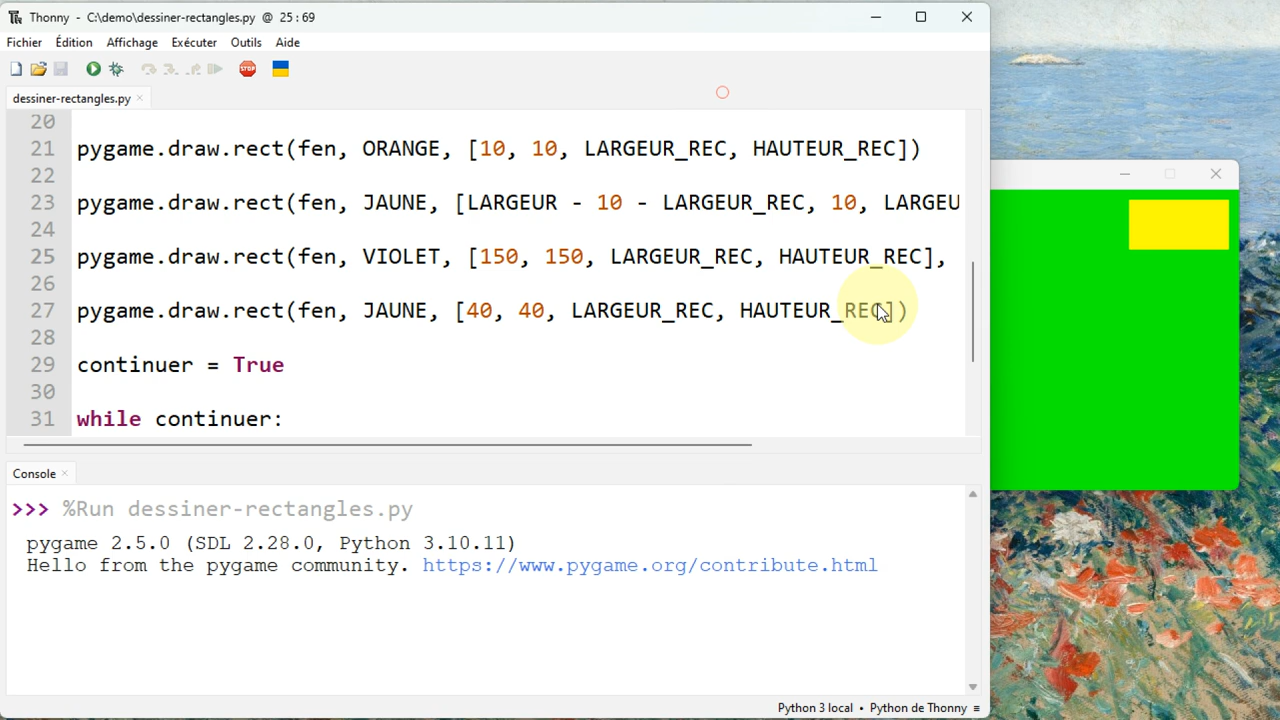 Thonny - C:\demo\dessiner-rectangles.py @ 25 : 69
Fichier Édition Affichage Exécuter Outils Aide
STOP
dessiner-rectangles.py ×
20
21 pygame.draw.rect(fen, ORANGE, [10, 10, LARGEUR_REC, HAUTEUR_REC])
22
23 pygame.draw.rect(fen, JAUNE, [LARGEUR - 10 - LARGEUR_REC, 10, LARGEU
24
25 pygame.draw.rect(fen, VIOLET, [150, 150, LARGEUR_REC, HAUTEUR_REC],
26
27 pygame.draw.rect(fen, JAUNE, [40, 40, LARGEUR_REC, HAUTEUR_REC])
28
29 continuer = True
30
31 while continuer:
Console ×
>>> %Run dessiner-rectangles.py
pygame 2.5.0 (SDL 2.28.0, Python 3.10.11)
Hello from the pygame community. https://www.pygame.org/contribute.html
Python 3 local • Python de Thonny ≡